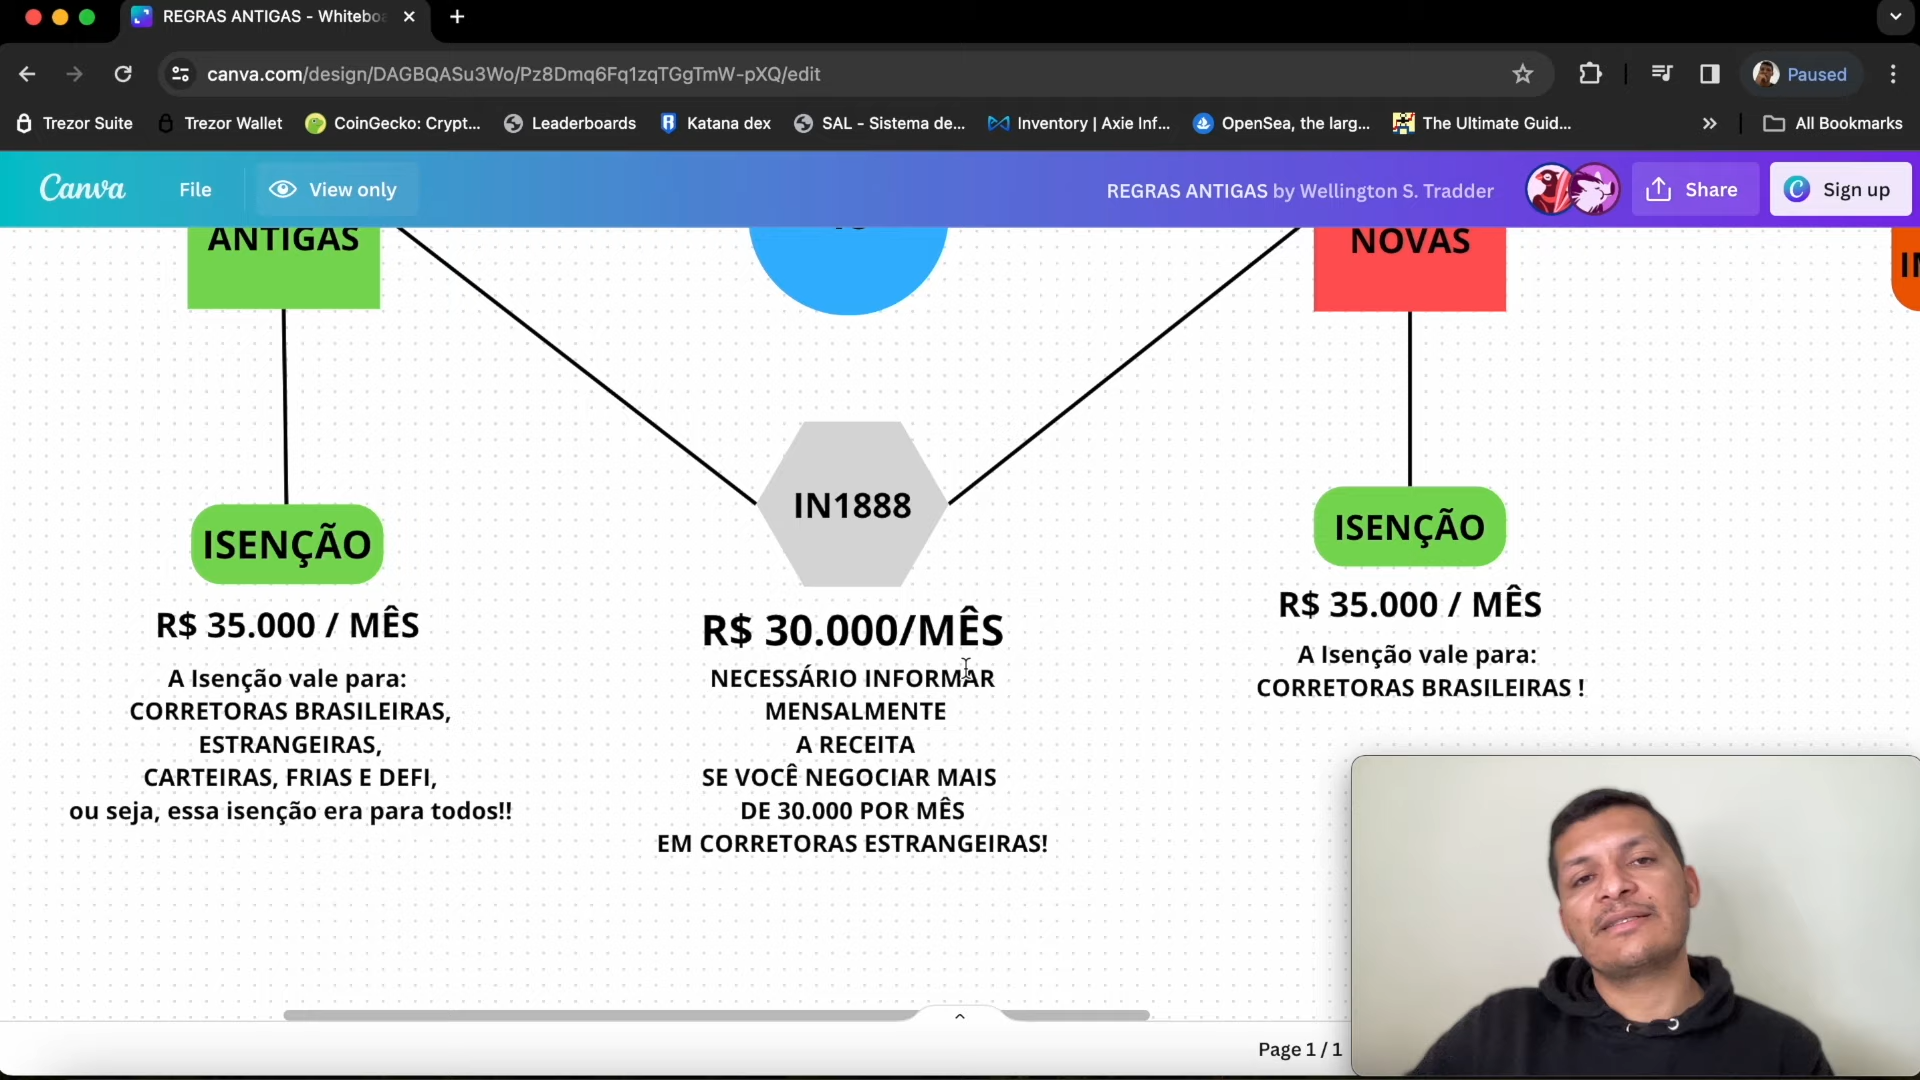 REGRAS ANTIGAS - Whitebo
canva.com/design/DAGBQASu3Wo/Pz8Dmq6Fq1zqTGgTmW-pXQ/edit
Paused
Trezor Suite
Trezor Wallet
CoinGecko: Crypt...
Leaderboards
Katana dex
SAL - Sistema de...
Inventory | Axie Inf...
OpenSea, the larg...
The Ultimate Guid...
All Bookmarks
Canva
File
View only
REGRAS ANTIGAS by Wellington S. Tradder
Share
Sign up
ANTIGAS
NOVAS
ISENÇÃO
R$ 35.000 / MÊS
A Isenção vale para:
CORRETORAS BRASILEIRAS,
ESTRANGEIRAS,
CARTEIRAS, FRIAS E DEFI,
ou seja, essa isenção era para todos!!
IN1888
R$ 30.000/MÊS
NECESSÁRIO INFORMAR
MENSALMENTE
A RECEITA
SE VOCÊ NEGOCIAR MAIS
DE 30.000 POR MÊS
EM CORRETORAS ESTRANGEIRAS!
ISENÇÃO
R$ 35.000 / MÊS
A Isenção vale para:
CORRETORAS BRASILEIRAS !
Page 1 / 1